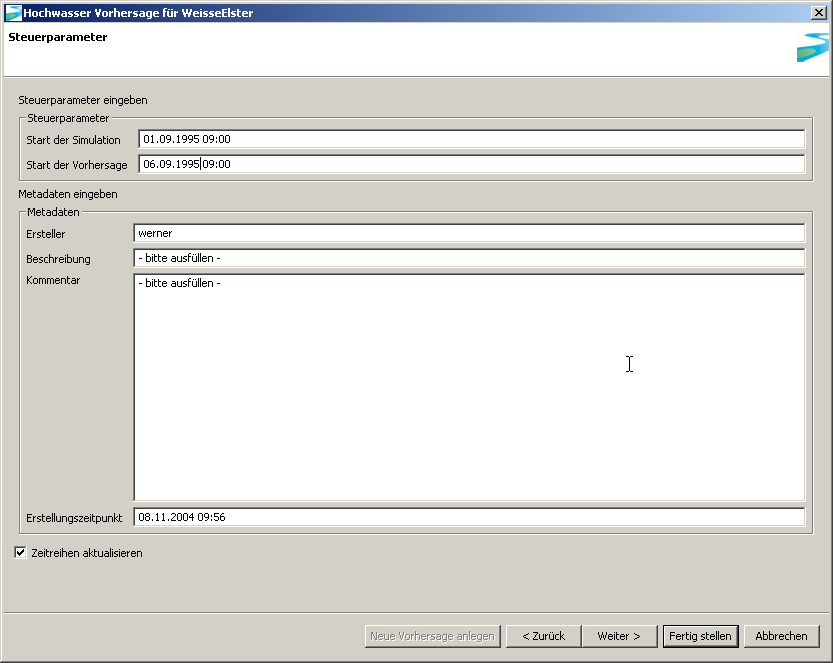 Hochwasser Vorhersage für WeisseElster
Steuerparameter
Steuerparameter eingeben
Steuerparameter
Start der Simulation 01.09.1995 09:00
Start der Vorhersage 06.09.1995 09:00
Metadaten eingeben
Metadaten
Ersteller werner
Beschreibung - bitte ausfüllen -
Kommentar - bitte ausfüllen -
Erstellungszeitpunkt 08.11.2004 09:56
Zeitreihen aktualisieren
Neue Vorhersage anlegen < Zurück Weiter > Fertig stellen Abbrechen